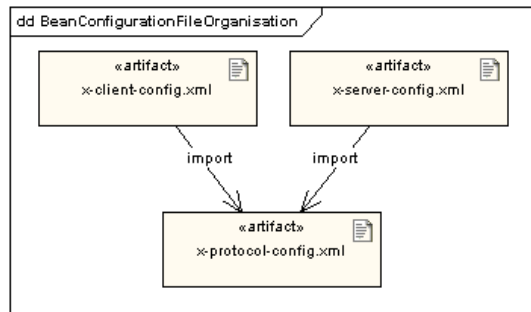 dd BeanConfigurationFileOrganisation
«artifact»
x-client-config.xml
«artifact»
x-server-config.xml
import
import
«artifact»
x-protocol-config.xml